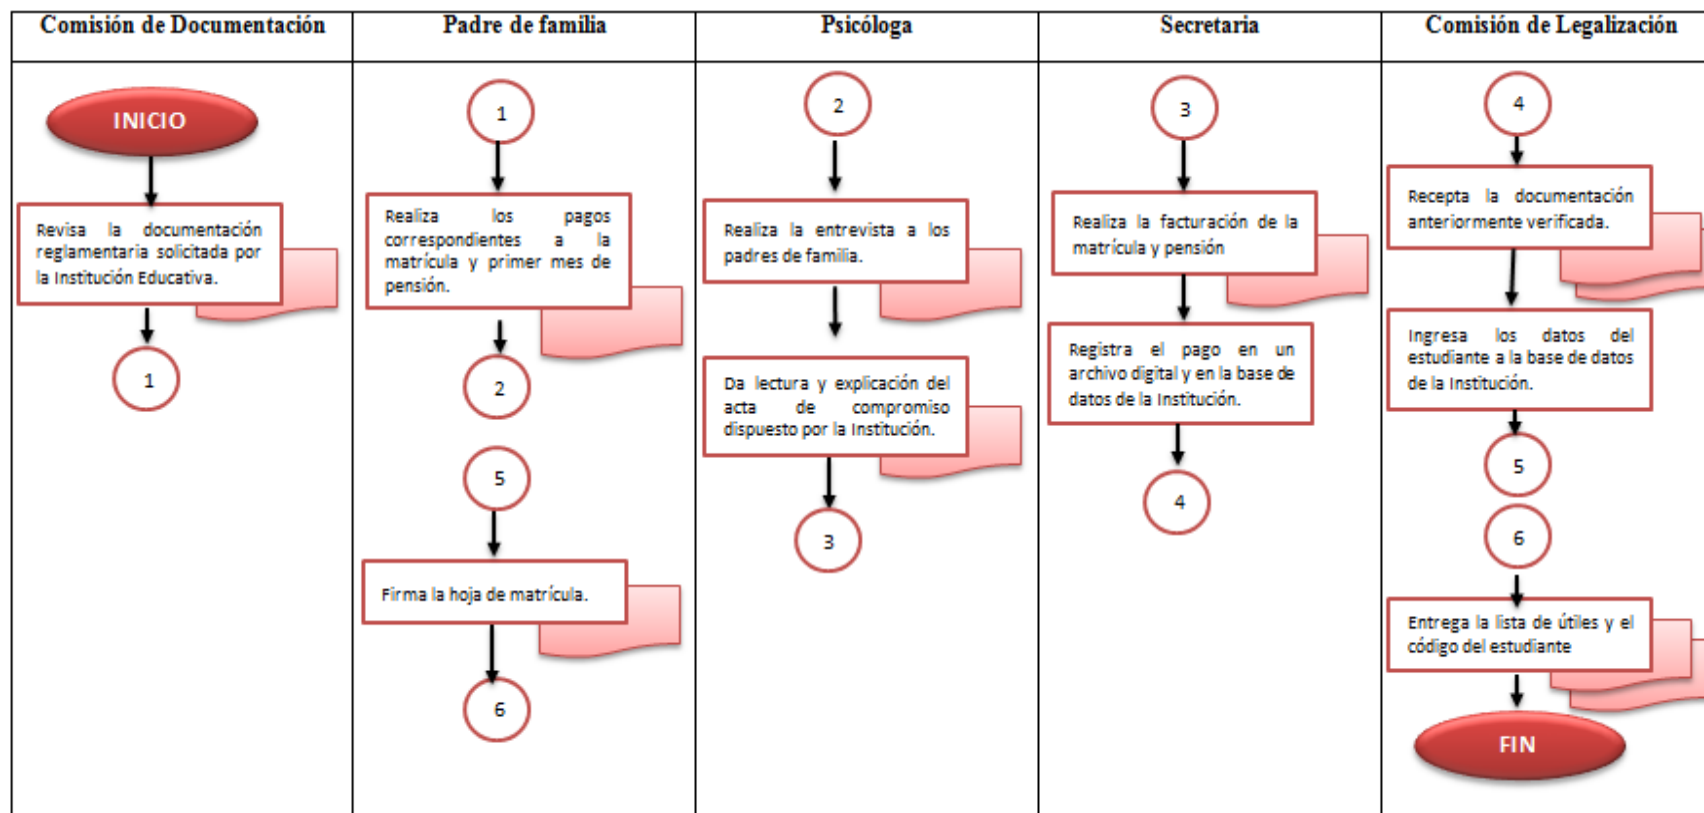 Comisión de Documentación
Padre de familia
Psicóloga
Secretaria
Comisión de Legalización
INICIO
Revisa la documentación
reglamentaria solicitada por
la Institución Educativa.
1
1
Realiza los pagos
correspondientes a la
matrícula y primer mes de
pensión.
2
5
Firma la hoja de matrícula.
6
2
Realiza la entrevista a los
padres de familia.
Da lectura y explicación del
acta de compromiso
dispuesto por la Institución.
3
3
Realiza la facturación de la
matrícula y pensión
Registra el pago en un
archivo digital y en la base de
datos de la Institución.
4
4
Recepta la documentación
anteriormente verificada.
Ingresa los datos del
estudiante a la base de datos
de la Institución.
5
6
Entrega la lista de útiles y el
código del estudiante
FIN